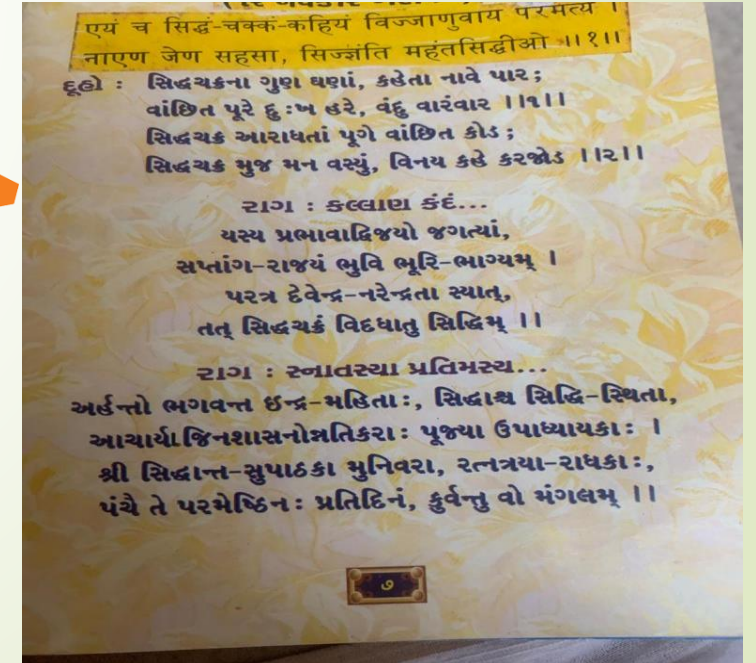 एयं च सिद्धं-चक्कं-कहियं विज्जाणुवाय परमत्यं ।
नाएण जेण सहसा, सिज्झंति महंतसिद्धीओ ॥१॥
દૂહો : સિદ્ધચક્રના ગુણ ઘણાં, કહેતા નાવે પાર;
વાંછિત પૂરે દુઃખ હરે, વંદુ વારંવાર ।।૧।।
સિદ્ધચક્ર આરાધતાં પૂગે વાંછિત કોડ;
સિદ્ધચક્ર મુજ મન વસ્યું, વિનય કહે કરજોડ ।।૨।।
રાગ : કલ્લાણ કંદં...
યસ્ય પ્રભાવાદ્વિજયો જગત્યાં,
સપ્તાંગ-રાજયં ભુવિ ભૂરિ-ભાગ્યમ્ ।
પરત્ર દેવેન્દ્ર-નરેન્દ્રતા સ્યાત્,
તત્ સિદ્ધચક્રં વિદધાતુ સિદ્ધિમ્ ।।
રાગ : સ્નાતસ્યા પ્રતિમસ્ય...
અર્હન્તો ભગવન્ત ઇન્દ્ર-મહિતાઃ, સિદ્ધાશ્ચ સિદ્ધિ-સ્થિતા,
આચાર્યા જિનશાસનોન્નતિકરાઃ પૂજ્યા ઉપાધ્યાયકાઃ ।
શ્રી સિદ્ધાન્ત-સુપાઠકા મુનિવરા, રત્નત્રયા-રાધકાઃ,
પંચૈ તે પરમેષ્ઠિનઃ પ્રતિદિનં, કુર્વન્તુ વો મંગલમ્ ।।
૭